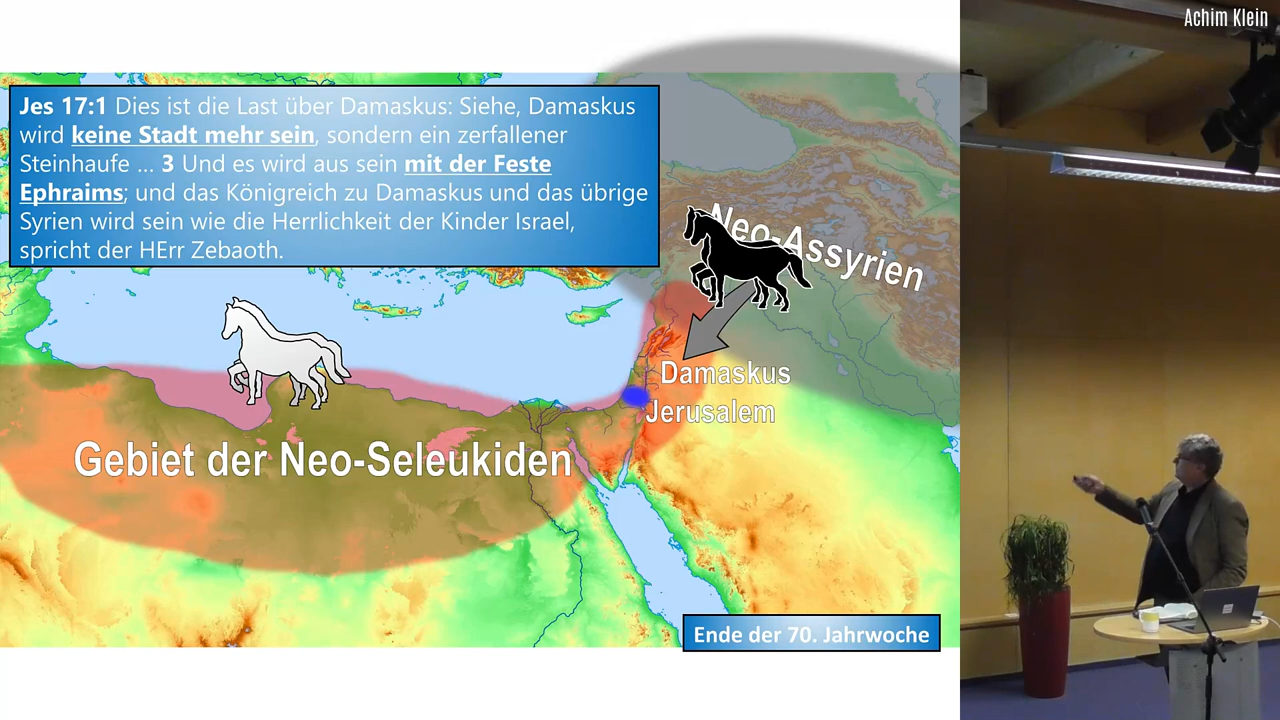 Achim Klein
Jes 17:1 Dies ist die Last über Damaskus: Siehe, Damaskus
wird keine Stadt mehr sein, sondern ein zerfallener
Steinhaufe ... 3 Und es wird aus sein mit der Feste
Ephraims; und das Königreich zu Damaskus und das übrige
Syrien wird sein wie die Herrlichkeit der Kinder Israel,
spricht der HErr Zebaoth.
Neo-Assyrien
Damaskus
Jerusalem
Gebiet der Neo-Seleukiden
Ende der 70. Jahrwoche